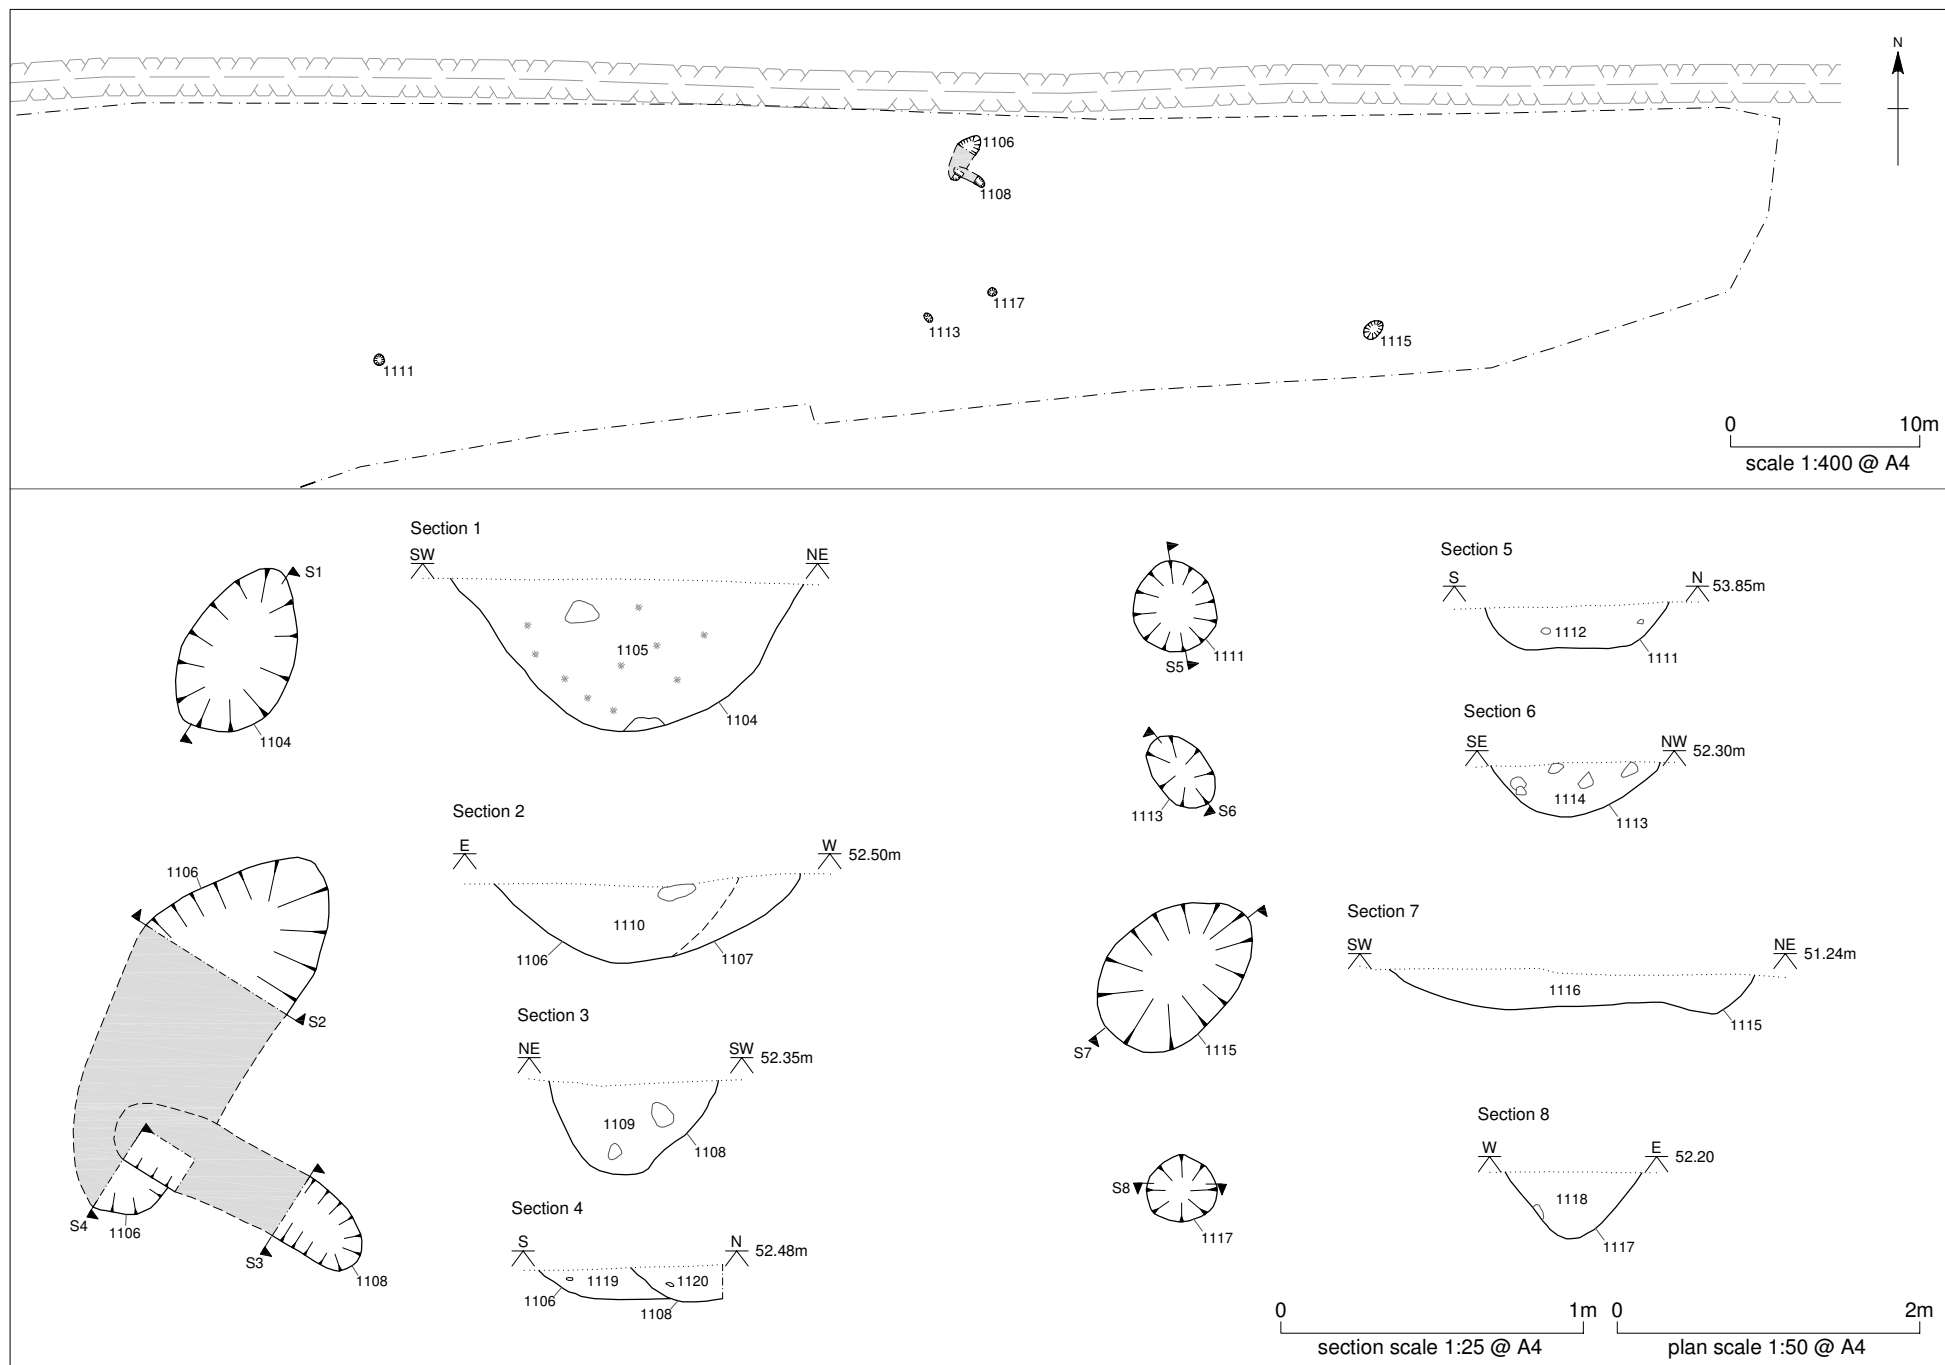 N
1106
1108
1117
1113
1115
1111
0 10m
scale 1:400 @ A4
Section 1
SW NE
S1
1105
1104
1104
Section 2
E W 52.50m
1106
1110
1106 1107
S2
Section 3
NE SW 52.35m
1109
1108
Section 4
S N 52.48m
1119 1120
1106 1108
S4
1106
S3
1108
Section 5
S N 53.85m
1112
1111
S5
1111
Section 6
SE NW 52.30m
1114
1113
1113
S6
Section 7
SW NE 51.24m
1116
1115
S7
1115
Section 8
W E 52.20
1118
1117
S8
1117
0 1m
section scale 1:25 @ A4
0 2m
plan scale 1:50 @ A4